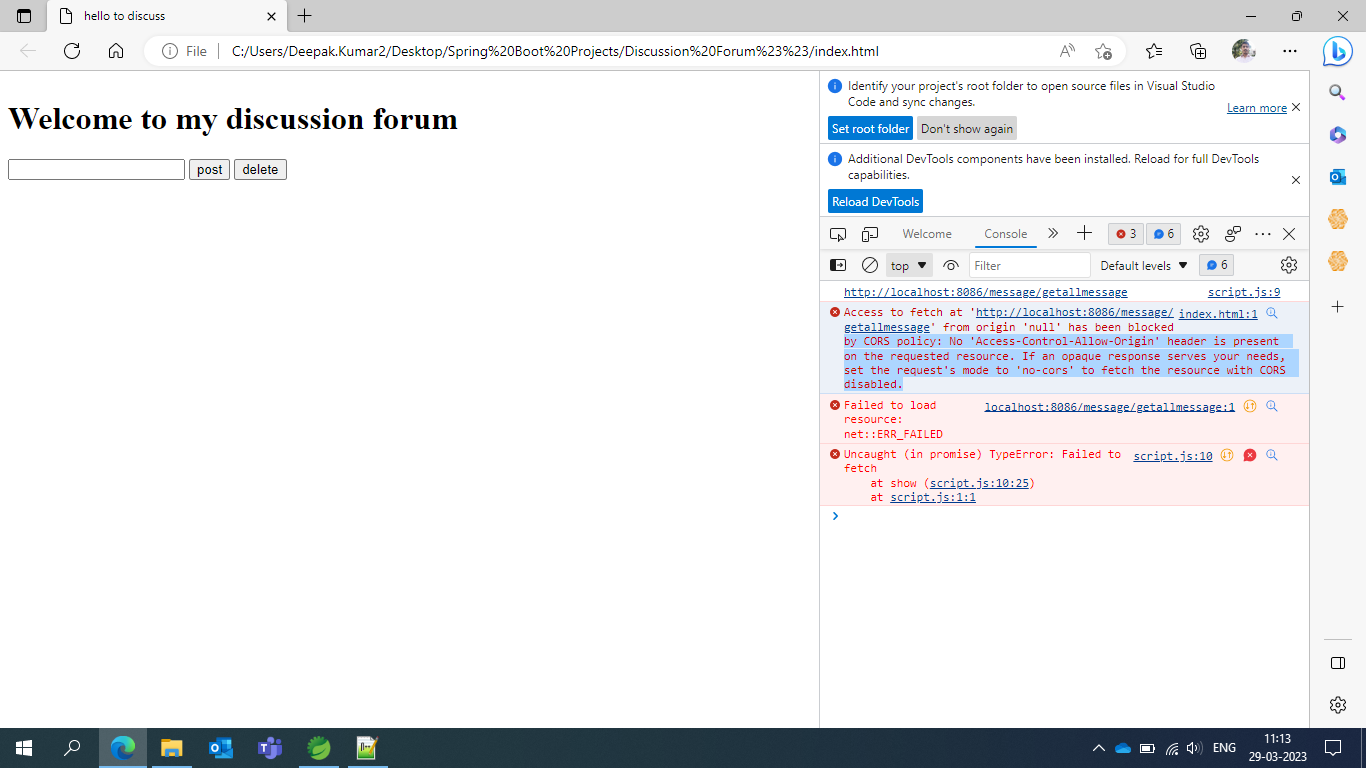 hello to discuss
File
C:/Users/Deepak.Kumar2/Desktop/Spring%20Boot%20Projects/Discussion%20Forum%23%23/index.html
Welcome to my discussion forum
post delete
Identify your project's root folder to open source files in Visual Studio
Code and sync changes.
Learn more
Set root folder Don't show again
Additional DevTools components have been installed. Reload for full DevTools
capabilities.
Reload DevTools
Welcome Console 3 6
top Filter Default levels 6
http://localhost:8086/message/getallmessage script.js:9
Access to fetch at 'http://localhost:8086/message/ index.html:1
getallmessage' from origin 'null' has been blocked
by CORS policy: No 'Access-Control-Allow-Origin' header is present
on the requested resource. If an opaque response serves your needs,
set the request's mode to 'no-cors' to fetch the resource with CORS
disabled.
Failed to load localhost:8086/message/getallmessage:1
resource:
net::ERR_FAILED
Uncaught (in promise) TypeError: Failed to script.js:10
fetch
at show (script.js:10:25)
at script.js:1:1
ENG
11:13
29-03-2023